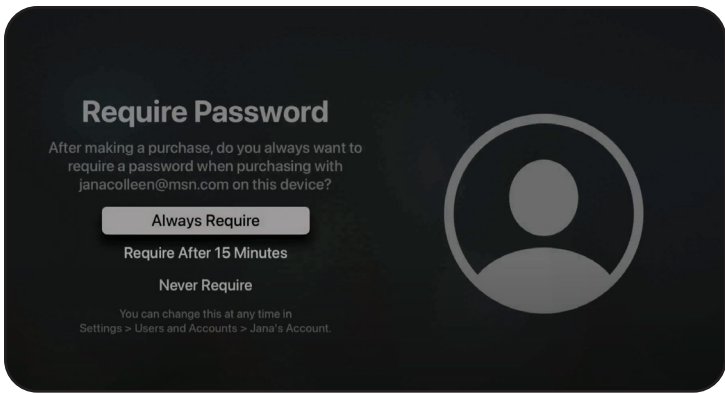 Require Password
After making a purchase, do you always want to
require a password when purchasing with
janacolleen@msn.com on this device?
Always Require
Require After 15 Minutes
Never Require
You can change this at any time in
Settings > Users and Accounts > Jana's Account.